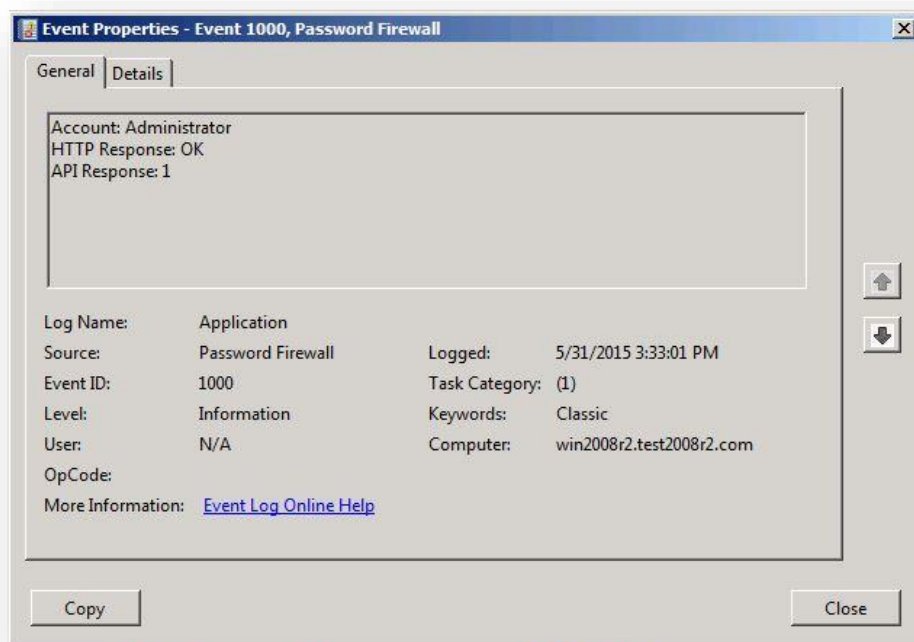 Event Properties - Event 1000, Password Firewall
General
Details
Account: Administrator
HTTP Response: OK
API Response: 1
Log Name: Application
Source: Password Firewall Logged: 5/31/2015 3:33:01 PM
Event ID: 1000 Task Category: (1)
Level: Information Keywords: Classic
User: N/A Computer: win2008r2.test2008r2.com
OpCode:
More Information: Event Log Online Help
Copy
Close